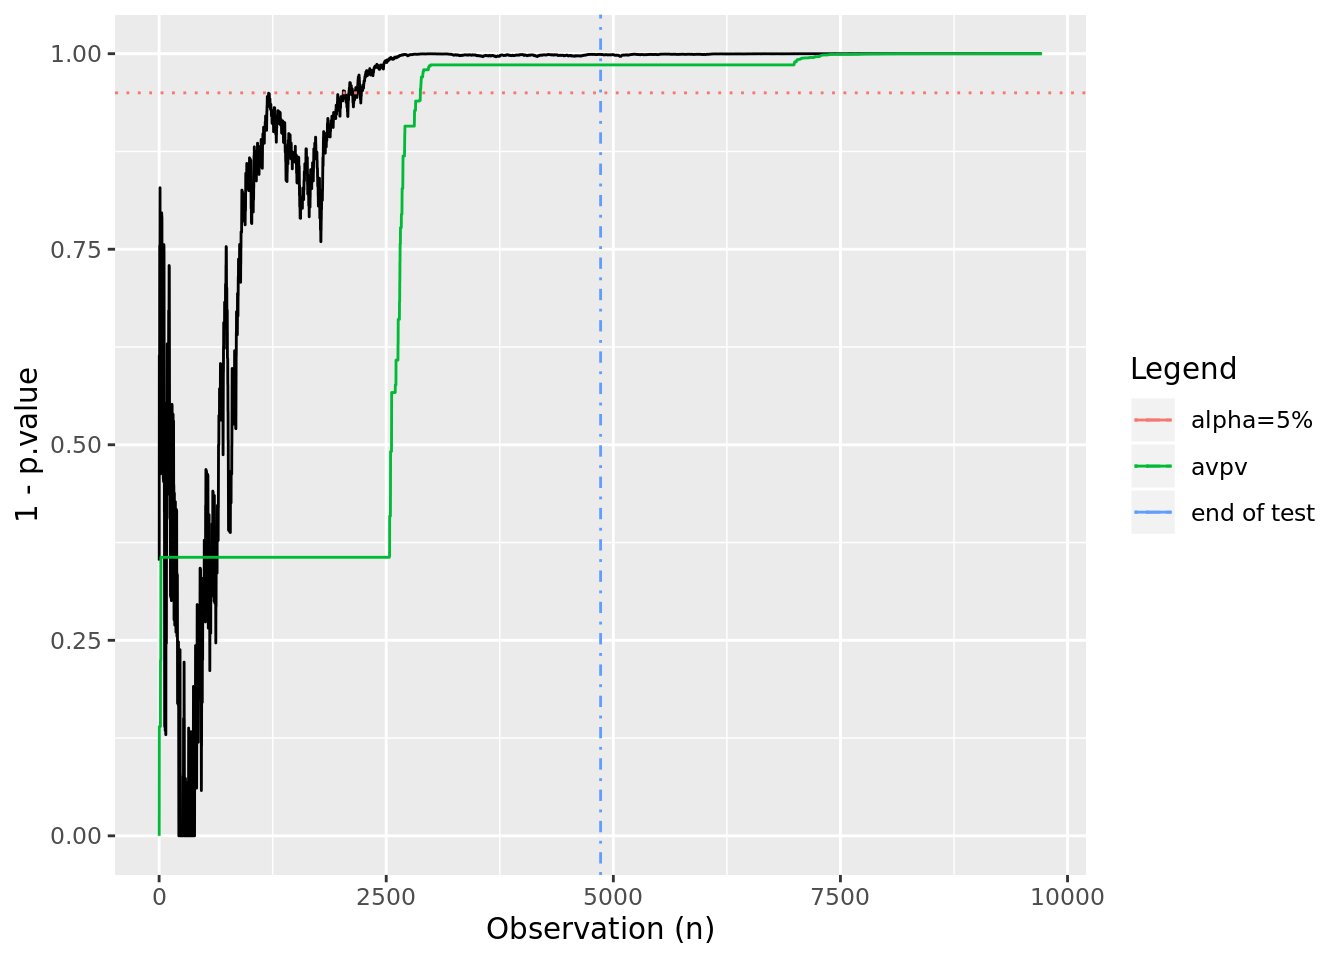 1.00
0.75
0.50
0.25
0.00
1 - p.value
0
2500
5000
7500
10000
Observation (n)
Legend
alpha=5%
avpv
end of test